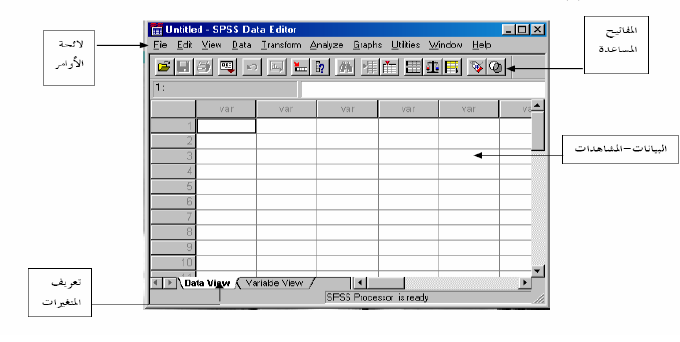 Untitled - SPSS Data Editor
File Edit View Data Transform Analyze Graphs Utilities Window Help
1:
var var var var var va
1
2
3
4
5
6
7
8
9
10
Data View Variable View
SPSS Processor is ready
لائحة
الأوامر
المفاتيح
المساعدة
البيانات-المشاهدات
تعريف
المتغيرات